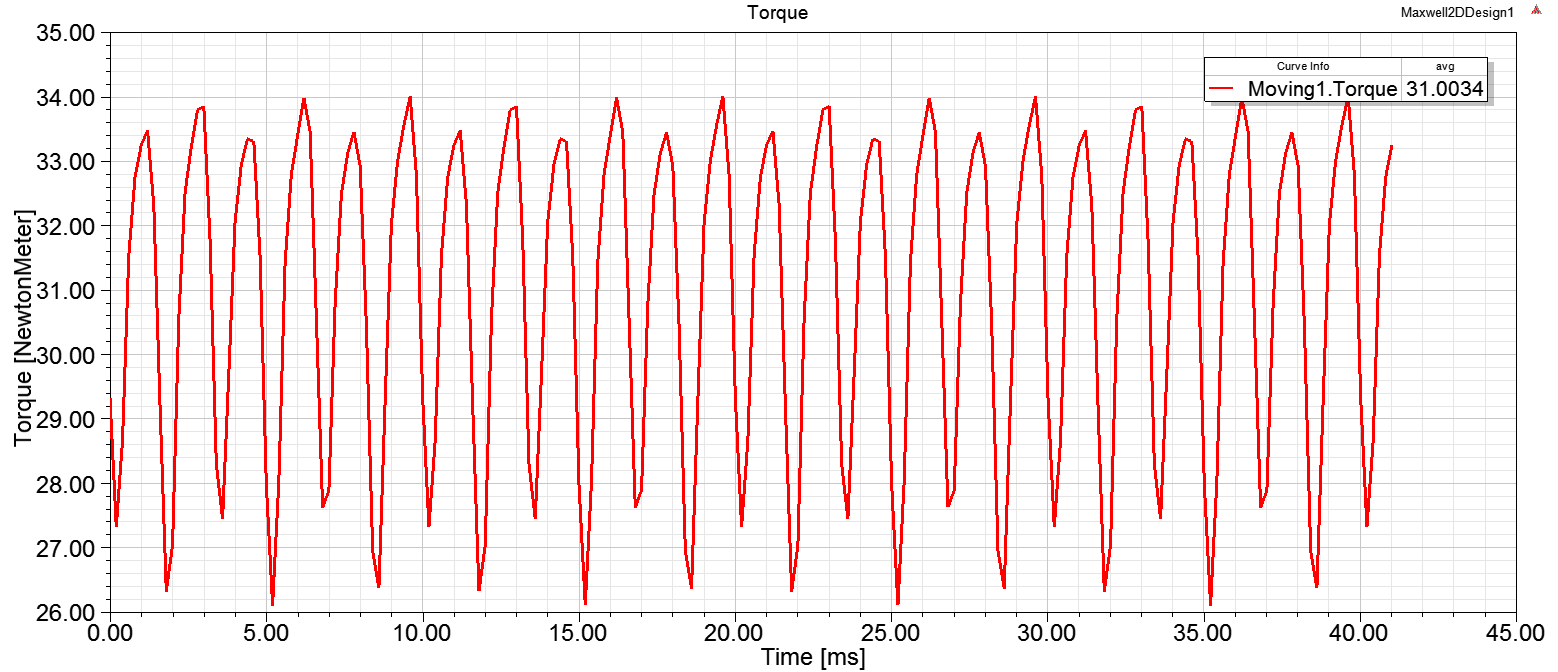 Torque
Maxwell2DDesign1
Curve Info avg
Moving1.Torque 31.0034
35.00
34.00
33.00
32.00
31.00
30.00
29.00
28.00
27.00
26.00
Torque [NewtonMeter]
0.00 5.00 10.00 15.00 20.00 25.00 30.00 35.00 40.00 45.00
Time [ms]